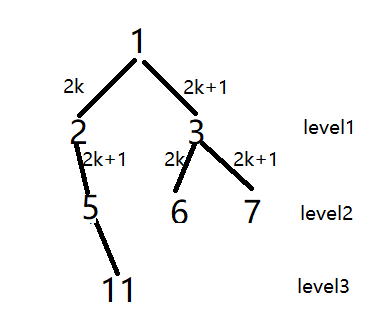 1
2k 2k+1
2 3 level1
2k+1 2k 2k+1
5 6 7 level2
11 level3